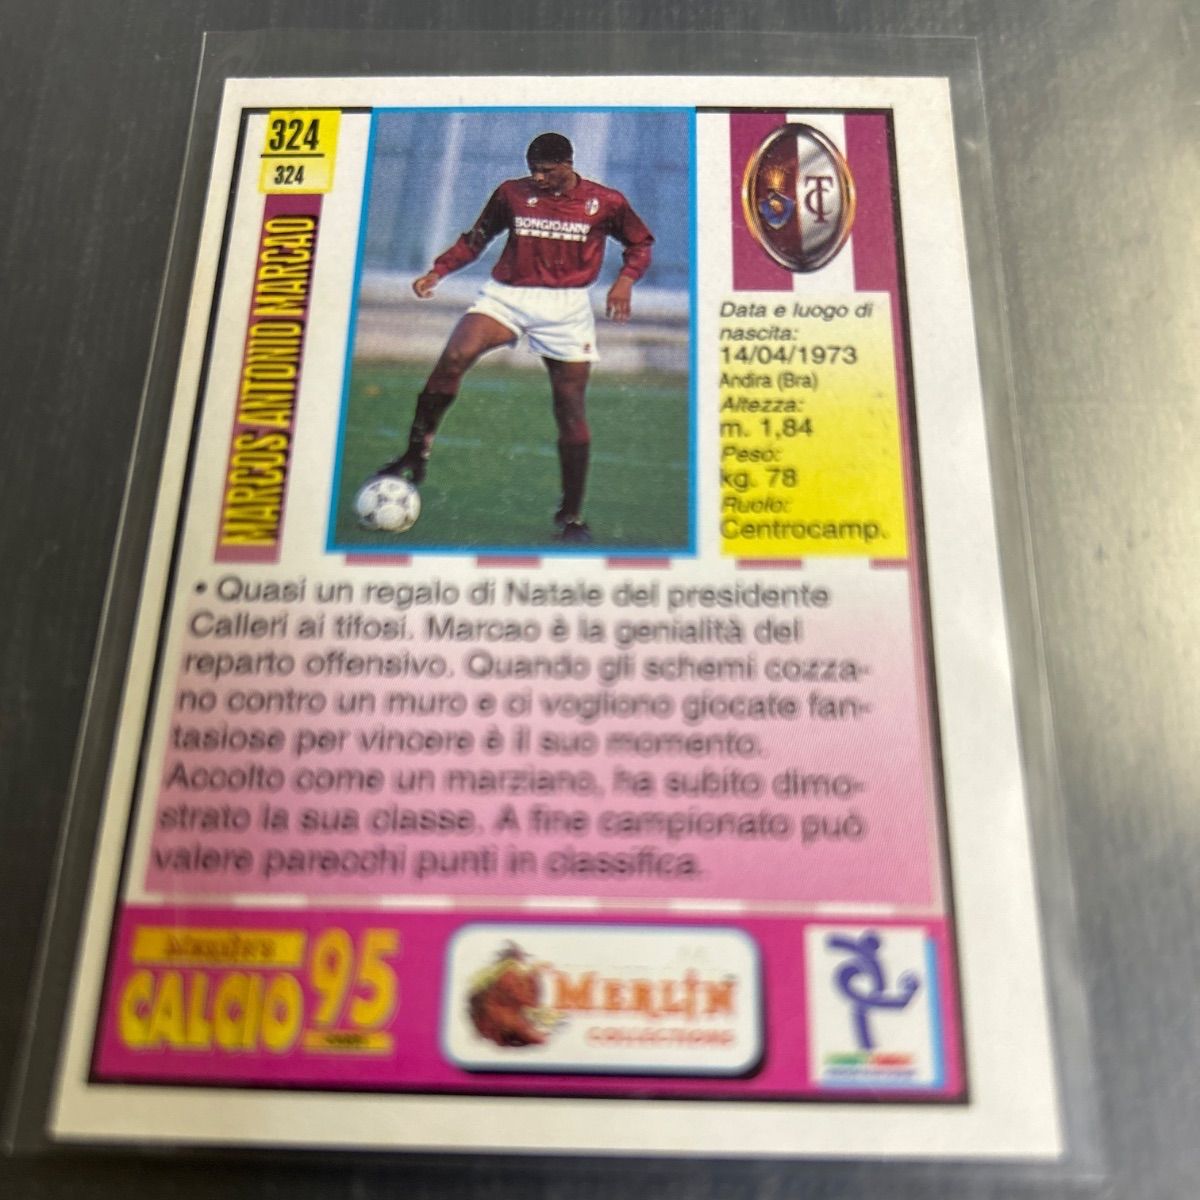 324
324
MARCOS ANTONIO MARCAO
BONGIOANNI
TC
Data e luogo di
nascita:
14/04/1973
Andira (Bra)
Altezza:
m. 1,84
Peso:
kg. 78
Ruolo:
Centrocamp.
• Quasi un regalo di Natale del presidente
Calleri ai tifosi. Marcao è la genialità del
reparto offensivo. Quando gli schemi cozza-
no contro un muro e ci vogliono giocate fan-
tasiose per vincere è il suo momento.
Accolto come un marziano, ha subito dimo-
strato la sua classe. A fine campionato può
valere parecchi punti in classifica.
CALCIO 95
MERLIN
COLLECTIONS